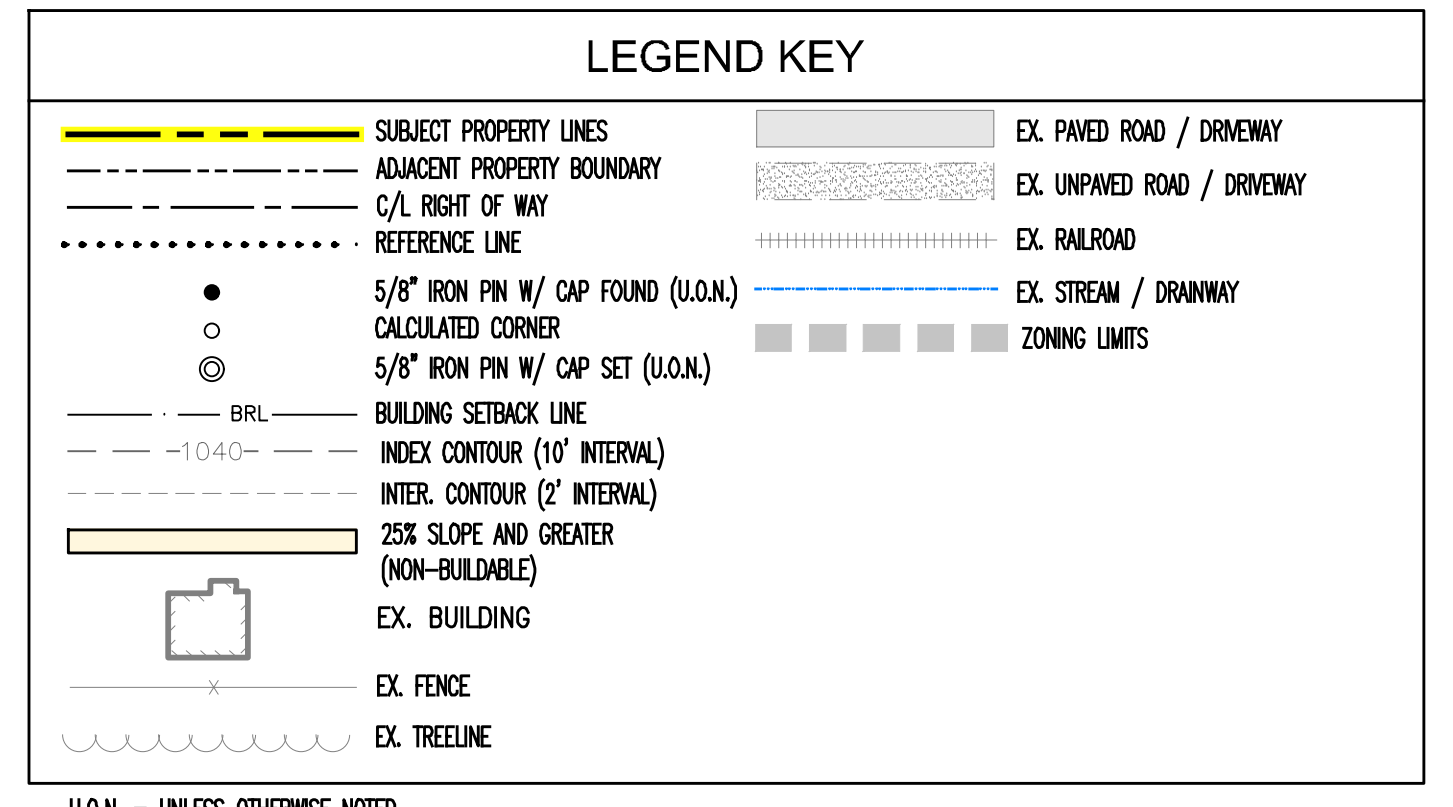 LEGEND KEY
SUBJECT PROPERTY LINES
ADJACENT PROPERTY BOUNDARY
C/L RIGHT OF WAY
REFERENCE LINE
5/8" IRON PIN W/ CAP FOUND (U.O.N.)
CALCULATED CORNER
5/8" IRON PIN W/ CAP SET (U.O.N.)
BRL BUILDING SETBACK LINE
1040 INDEX CONTOUR (10' INTERVAL)
INTER. CONTOUR (2' INTERVAL)
25% SLOPE AND GREATER
(NON-BUILDABLE)
EX. BUILDING
X EX. FENCE
EX. TREELINE
EX. PAVED ROAD / DRIVEWAY
EX. UNPAVED ROAD / DRIVEWAY
EX. RAILROAD
EX. STREAM / DRAINWAY
ZONING LIMITS
U.O.N. - UNLESS OTHERWISE NOTED